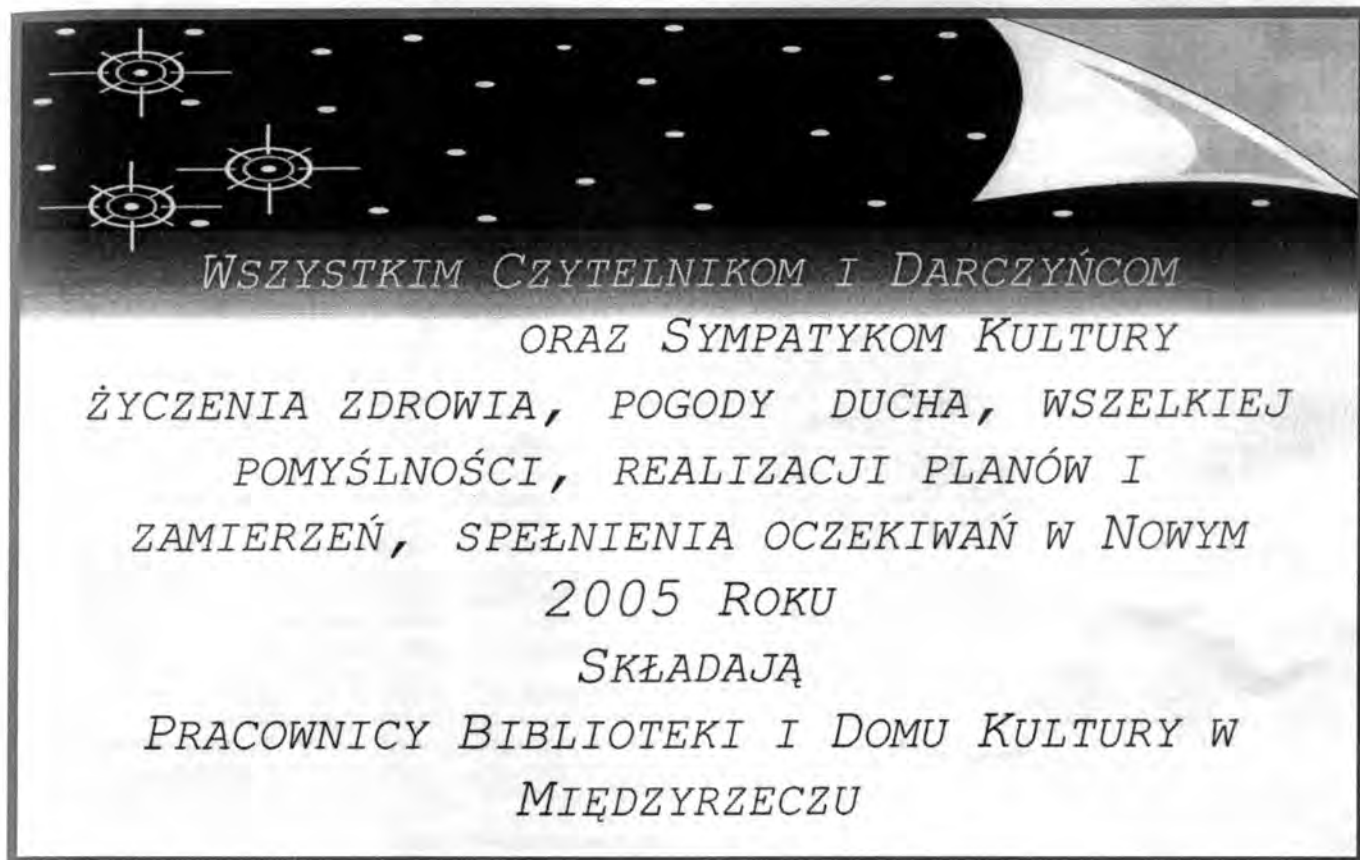 WSZYSTKIM CZYTELNIKOM I DARCZYŃCOM
ORAZ SYMPATYKOM KULTURY
ŻYCZENIA ZDROWIA, POGODY DUCHA, WSZELKIEJ
POMYŚLNOŚCI, REALIZACJI PLANÓW I
ZAMIERZEŃ, SPEŁNIENIA OCZEKIWAŃ W NOWYM
2005 ROKU
SKŁADAJĄ
PRACOWNICY BIBLIOTEKI I DOMU KULTURY W
MIĘDZYRZECZU